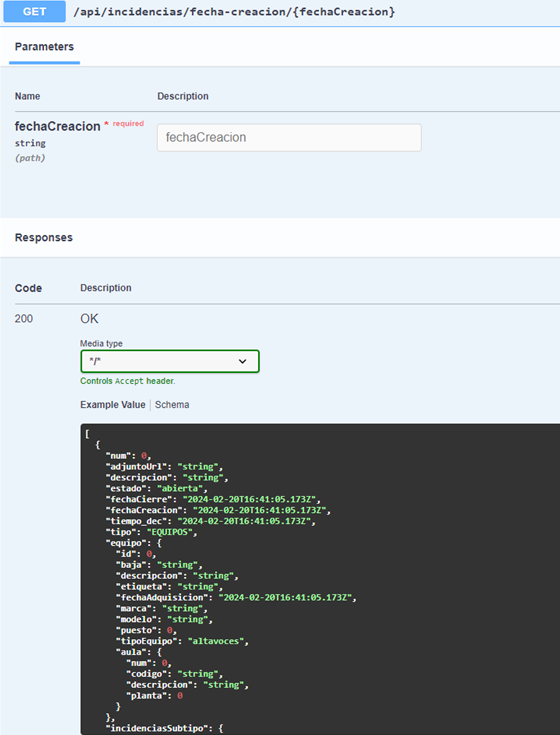 GET /api/incidencias/fecha-creacion/{fechaCreacion}
Parameters
Name Description
fechaCreacion * required
string
(path)
fechaCreacion
Responses
Code Description
200 OK
Media type
*/*
Controls Accept header.
Example Value | Schema
[
{
"num": 0,
"adjuntoUrl": "string",
"descripcion": "string",
"estado": "abierta",
"fechaCierre": "2024-02-20T16:41:05.173Z",
"fechaCreacion": "2024-02-20T16:41:05.173Z",
"tiempo_dec": "2024-02-20T16:41:05.173Z",
"tipo": "EQUIPOS",
"equipo": {
"id": 0,
"baja": "string",
"descripcion": "string",
"etiqueta": "string",
"fechaAdquisicion": "2024-02-20T16:41:05.173Z",
"marca": "string",
"modelo": "string",
"puesto": 0,
"tipoEquipo": "altavoces",
"aula": {
"num": 0,
"codigo": "string",
"descripcion": "string",
"planta": 0
}
},
"incidenciasSubtipo": {